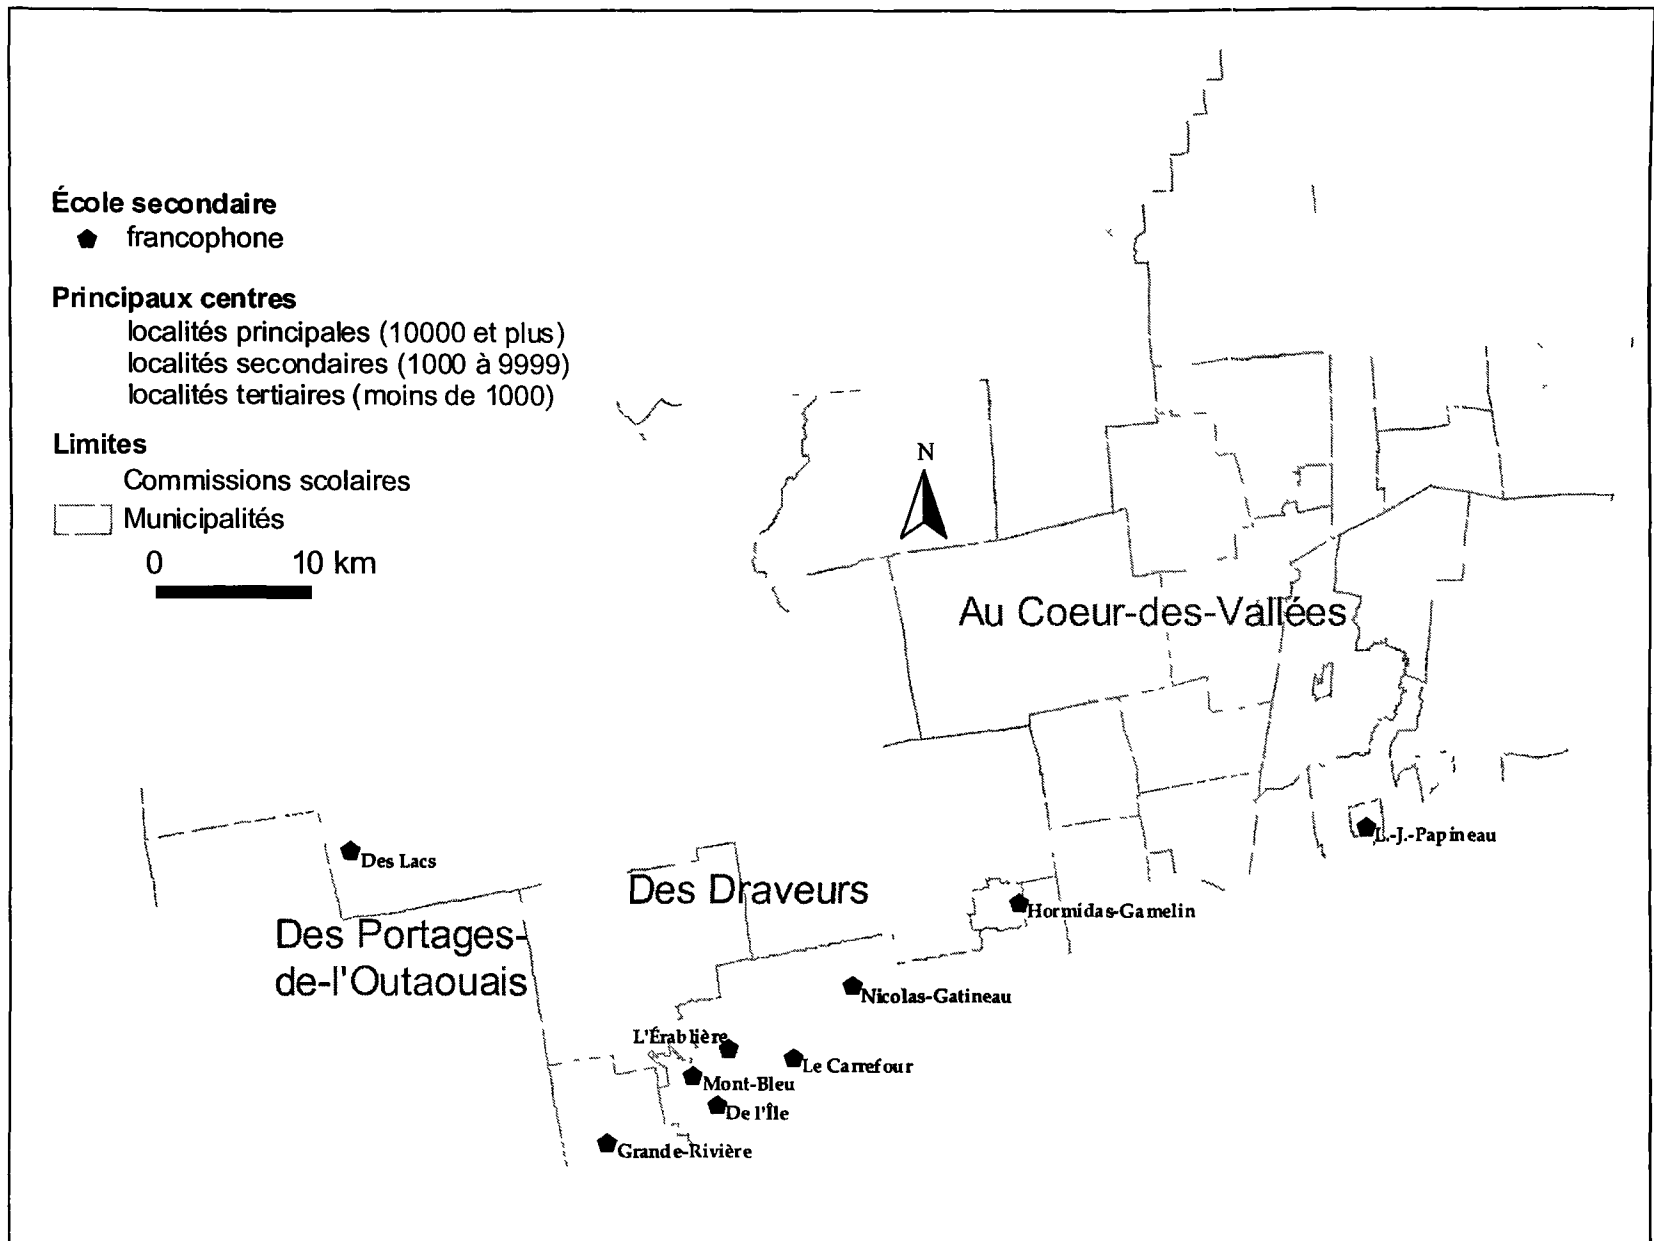 École secondaire
francophone
Principaux centres
localités principales (10000 et plus)
localités secondaires (1000 à 9999)
localités tertiaires (moins de 1000)
Limites
Commissions scolaires
Municipalités
0 10 km
N
Au Coeur-des-Vallées
L.-J.-Papineau
Des Lacs
Des Draveurs
Hormidas-Gamelin
Des Portages-
de-l'Outaouais
Nicolas-Gatineau
L'Érablière
Le Carrefour
Mont-Bleu
De l'Île
Grande-Rivière